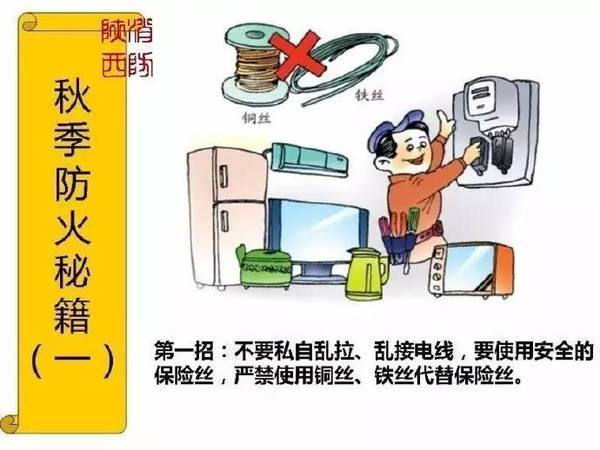 陕消
西防
秋季防火秘籍（一）
铜丝
铁丝
第一招：不要私自乱拉、乱接电线，要使用安全的
保险丝，严禁使用铜丝、铁丝代替保险丝。